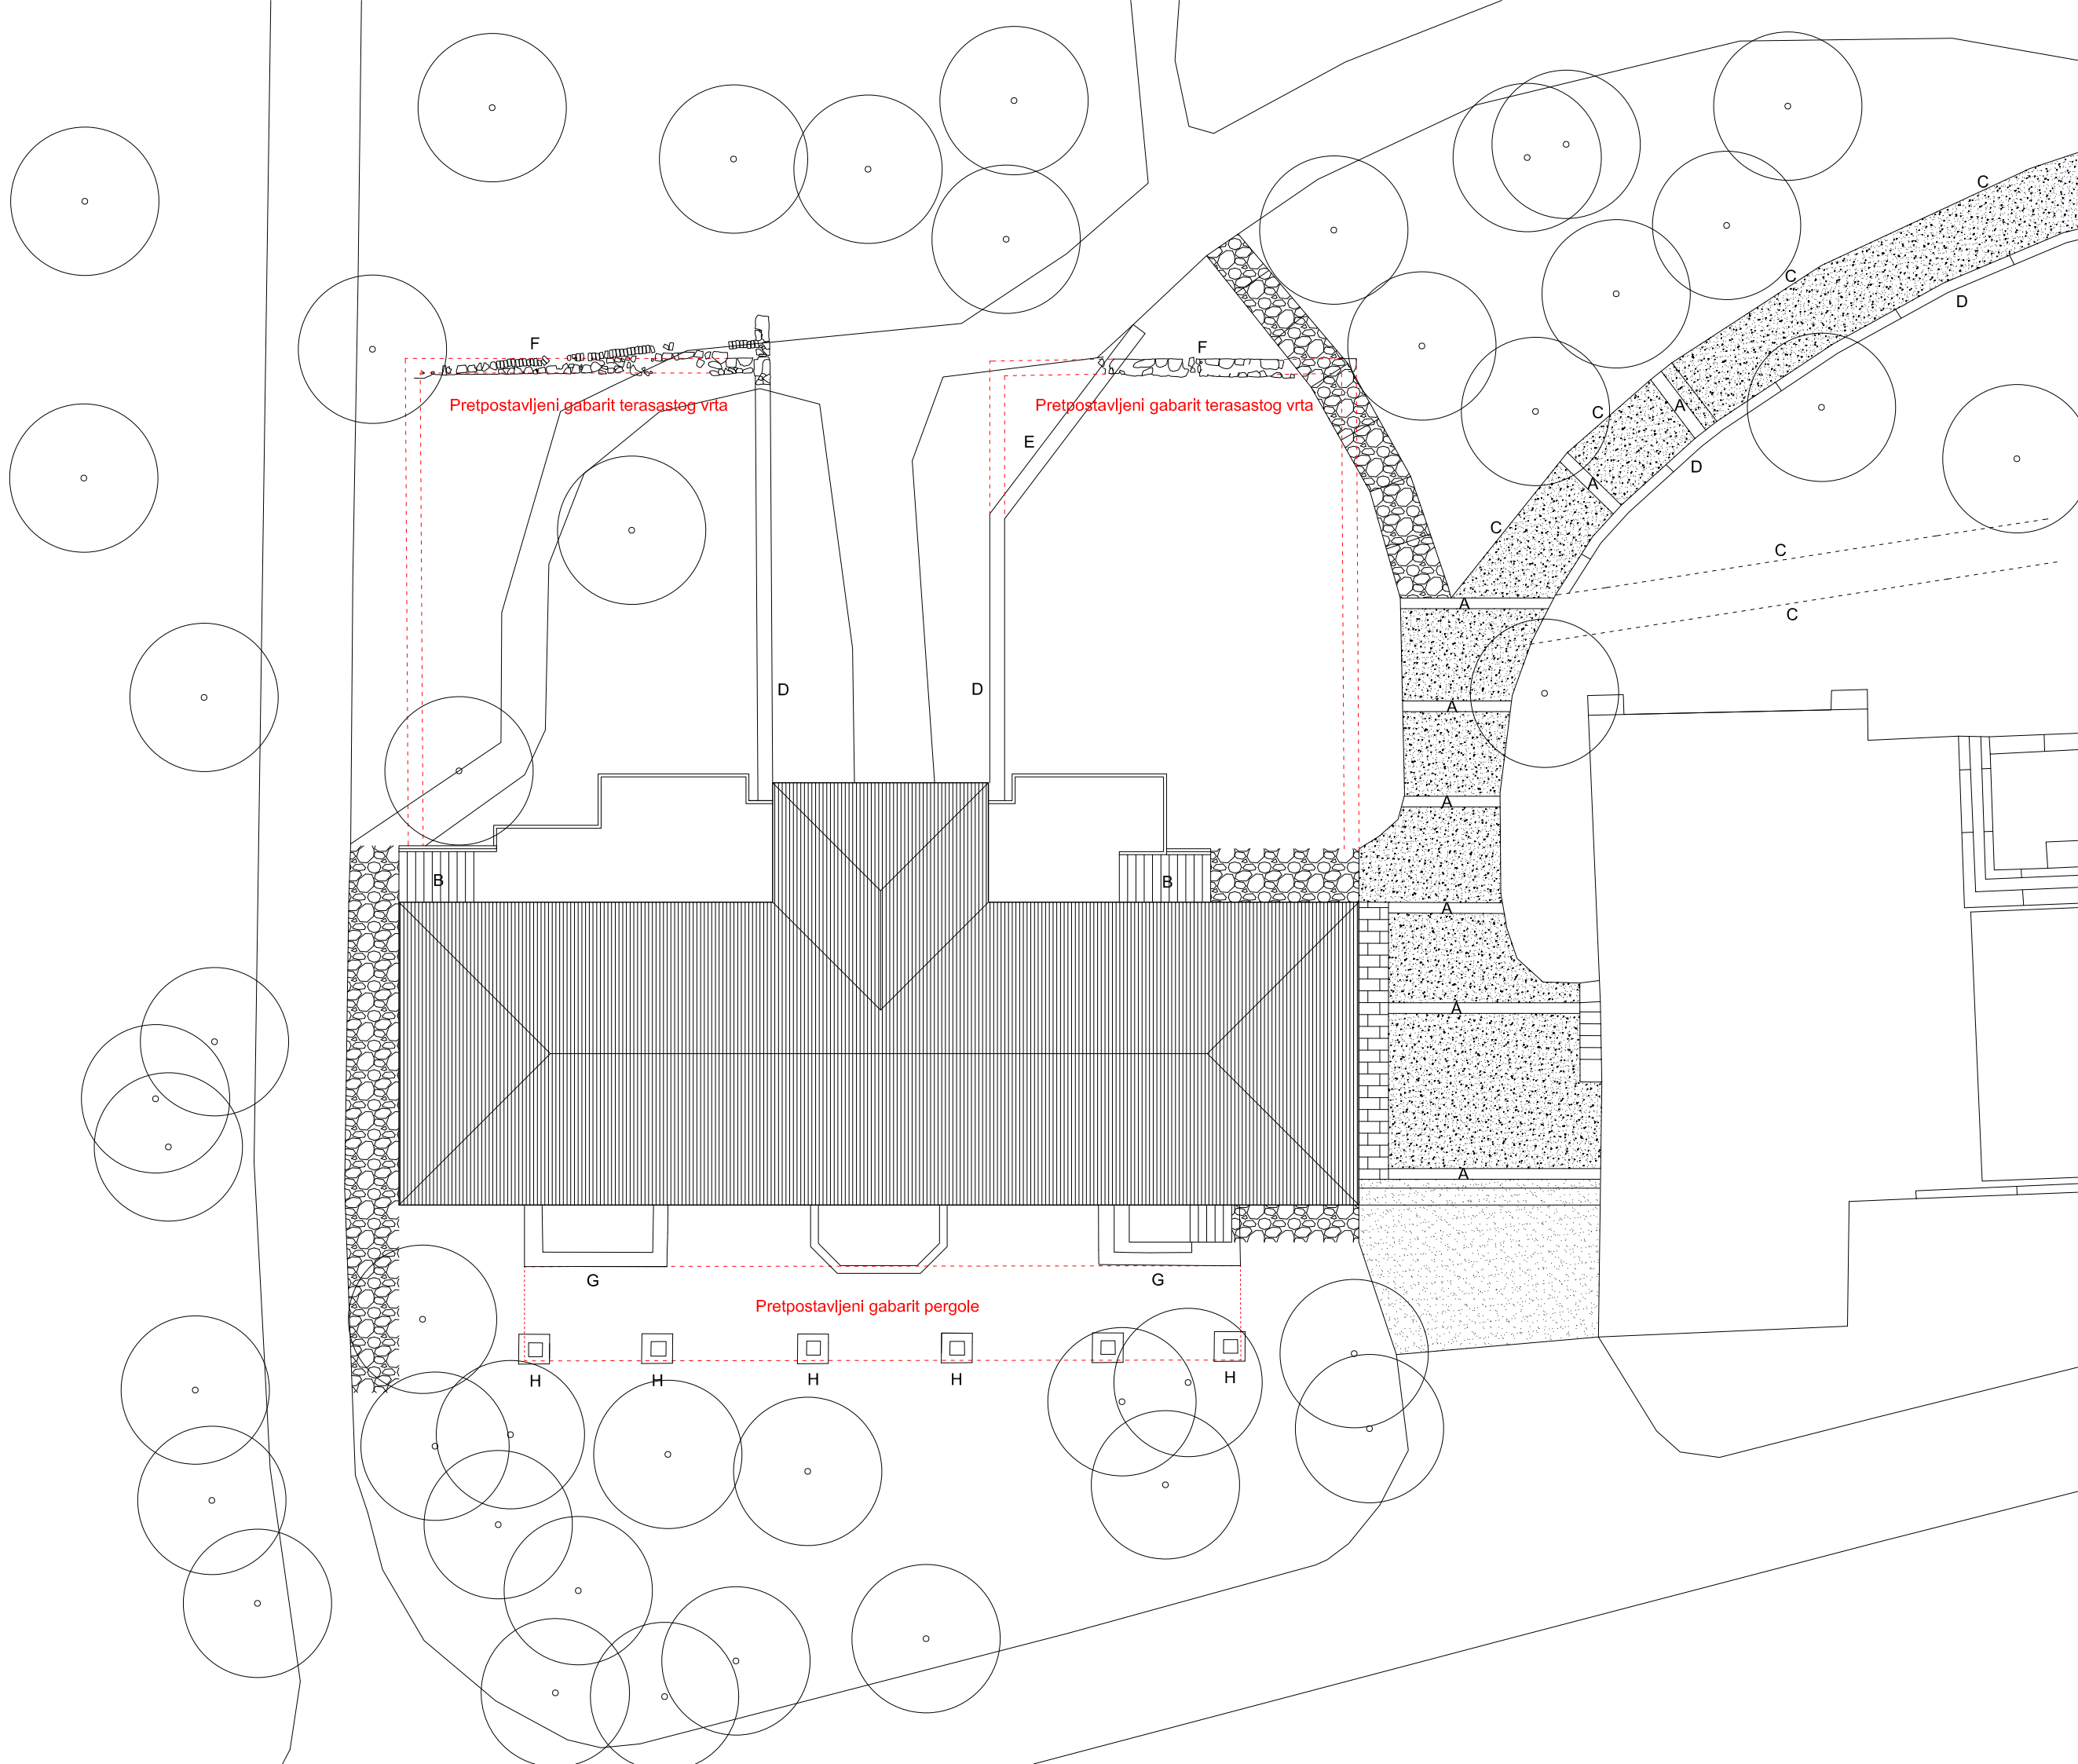 C
C
D
F
F
Pretpostavljeni gabarit terasastog vrta
Pretpostavljeni gabarit terasastog vrta
A
C
E
D
A
C
C
A
C
D
D
A
A
B
B
A
A
A
G
G
Pretpostavljeni gabarit pergole
H
H
H
H
H